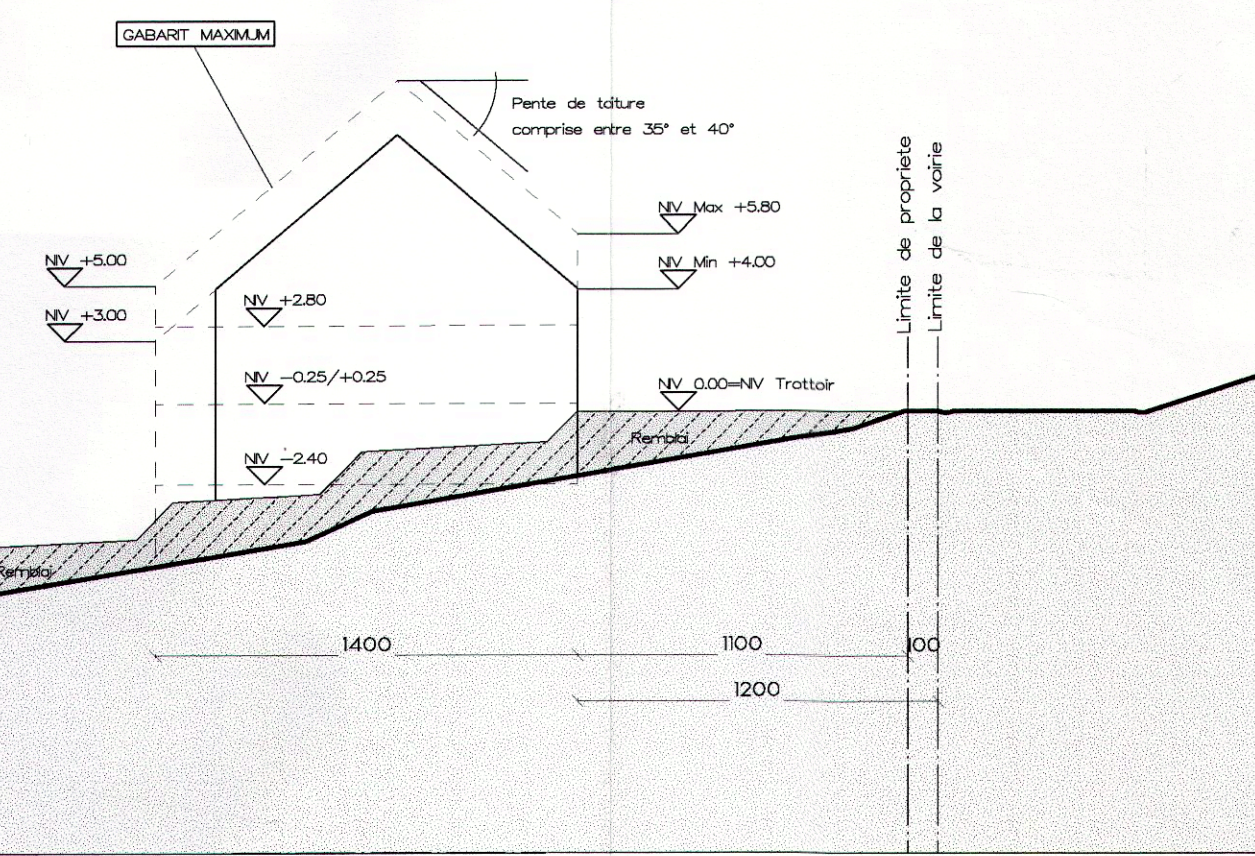 GABARIT MAXIMUM
Pente de toiture
comprise entre 35° et 40°
Limite de propriete
Limite de la voirie
NIV Max +5.80
NIV +5.00
NIV Min +4.00
NIV +2.80
NIV +3.00
NIV -0.25/+0.25
NIV 0.00=NIV Trottoir
Remblai
NIV -2.40
Remblai
1400
1100
100
1200